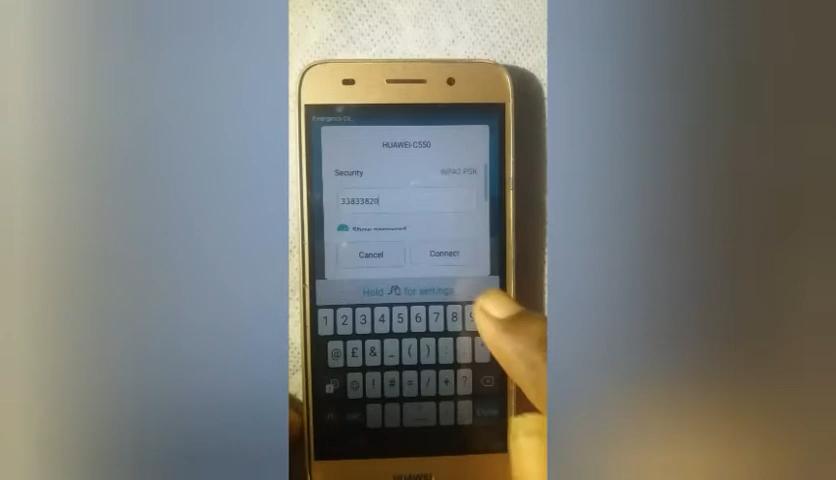 Emergency Ca..
HUAWEI-C550
Security WPA2 PSK
33833820
Show password
Cancel Connect
Hold for settings
1 2 3 4 5 6 7 8 9
@ £ & _ ( ) : ;
! # = / + ?
Done
HUAWEI